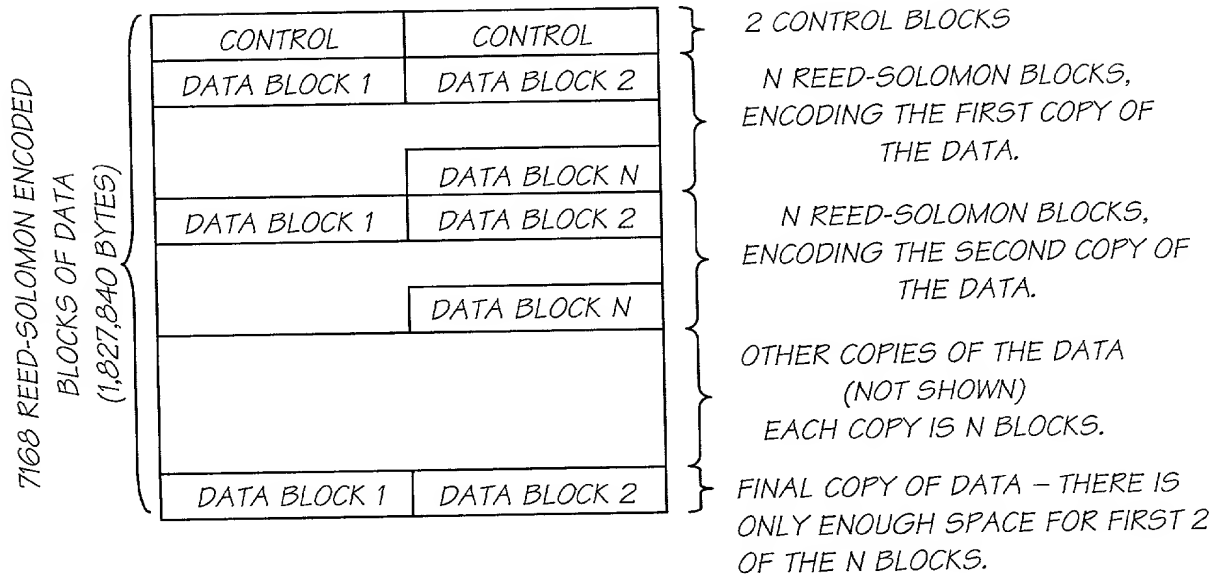 7168 REED-SOLOMON ENCODED
BLOCKS OF DATA
(1,827,840 BYTES)
CONTROL CONTROL
DATA BLOCK 1 DATA BLOCK 2
DATA BLOCK N
DATA BLOCK 1 DATA BLOCK 2
DATA BLOCK N
DATA BLOCK 1 DATA BLOCK 2
2 CONTROL BLOCKS
N REED-SOLOMON BLOCKS,
ENCODING THE FIRST COPY OF
THE DATA.
N REED-SOLOMON BLOCKS,
ENCODING THE SECOND COPY OF
THE DATA.
OTHER COPIES OF THE DATA
(NOT SHOWN)
EACH COPY IS N BLOCKS.
FINAL COPY OF DATA – THERE IS
ONLY ENOUGH SPACE FOR FIRST 2
OF THE N BLOCKS.